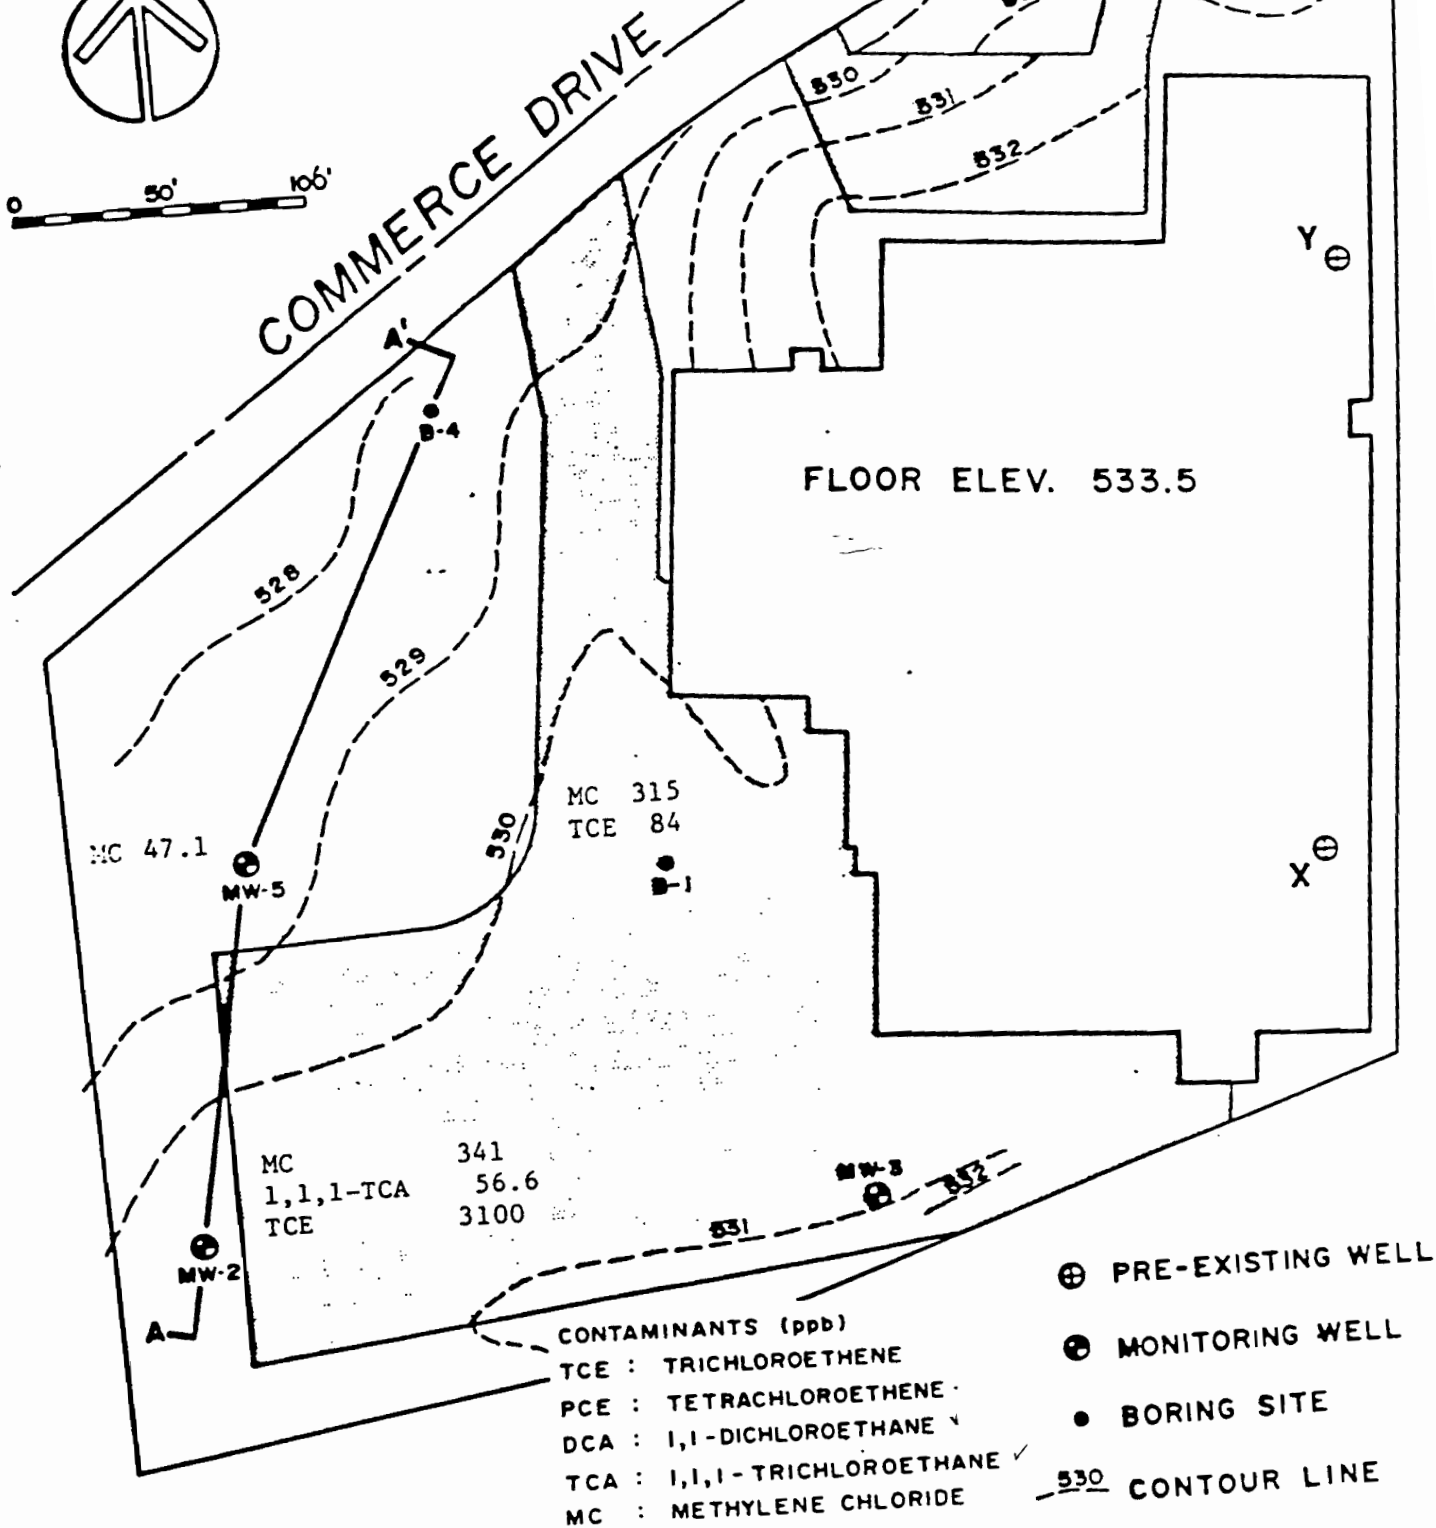 COMMERCE DRIVE
0 50' 106'
530
531
532
Y
A'
B-4
FLOOR ELEV. 533.5
528
529
MC 315
TCE 84
530
MC 47.1
MW-5
B-1
X
MC 341
1,1,1-TCA 56.6
TCE 3100
MW-3
532
531
MW-2
A
CONTAMINANTS (ppb)
TCE : TRICHLOROETHENE
PCE : TETRACHLOROETHENE
DCA : 1,1-DICHLOROETHANE
TCA : 1,1,1-TRICHLOROETHANE
MC : METHYLENE CHLORIDE
PRE-EXISTING WELL
MONITORING WELL
BORING SITE
530 CONTOUR LINE